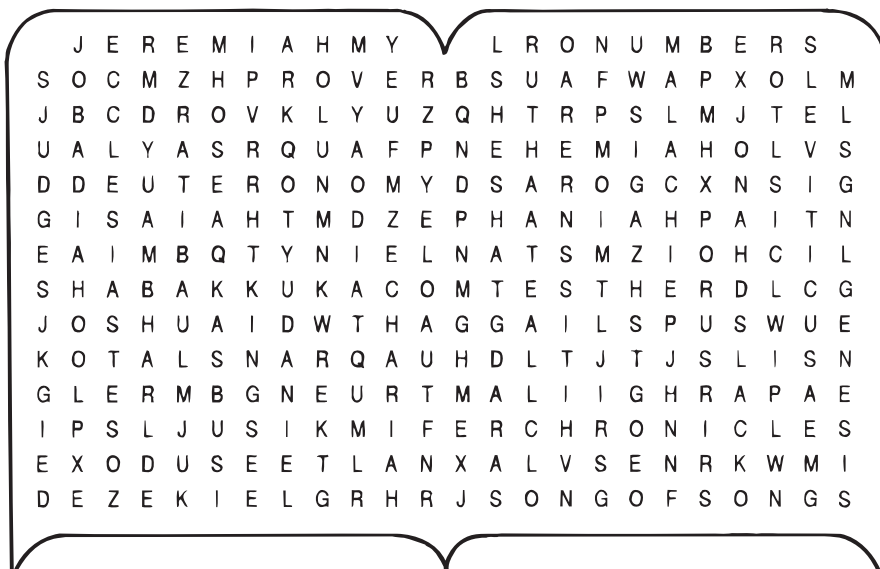 J E R E M I A H M Y L R O N U M B E R S
S O C M Z H P R O V E R B S U A F W A P X O L M
J B C D R O V K L Y U Z Q H T R P S L M J T E L
U A L Y A S R Q U A F P N E H E M I A H O L V S
D D E U T E R O N O M Y D S A R O G C X N S I G
G I S A I A H T M D Z E P H A N I A H P A I T N
E A I M B Q T Y N I E L N A T S M Z I O H C I L
S H A B A K K U K A C O M T E S T H E R D L C G
J O S H U A I D W T H A G G A I L S P U S W U E
K O T A L S N A R Q A U H D L T J T J S L I S N
G L E R M B G N E U R T M A L I I G H R A P A E
I P S L J U S I K M I F E R C H R O N I C L E S
E X O D U S E E T L A N X A L V S E N R K W M I
D E Z E K I E L G R H R J S O N G O F S O N G S